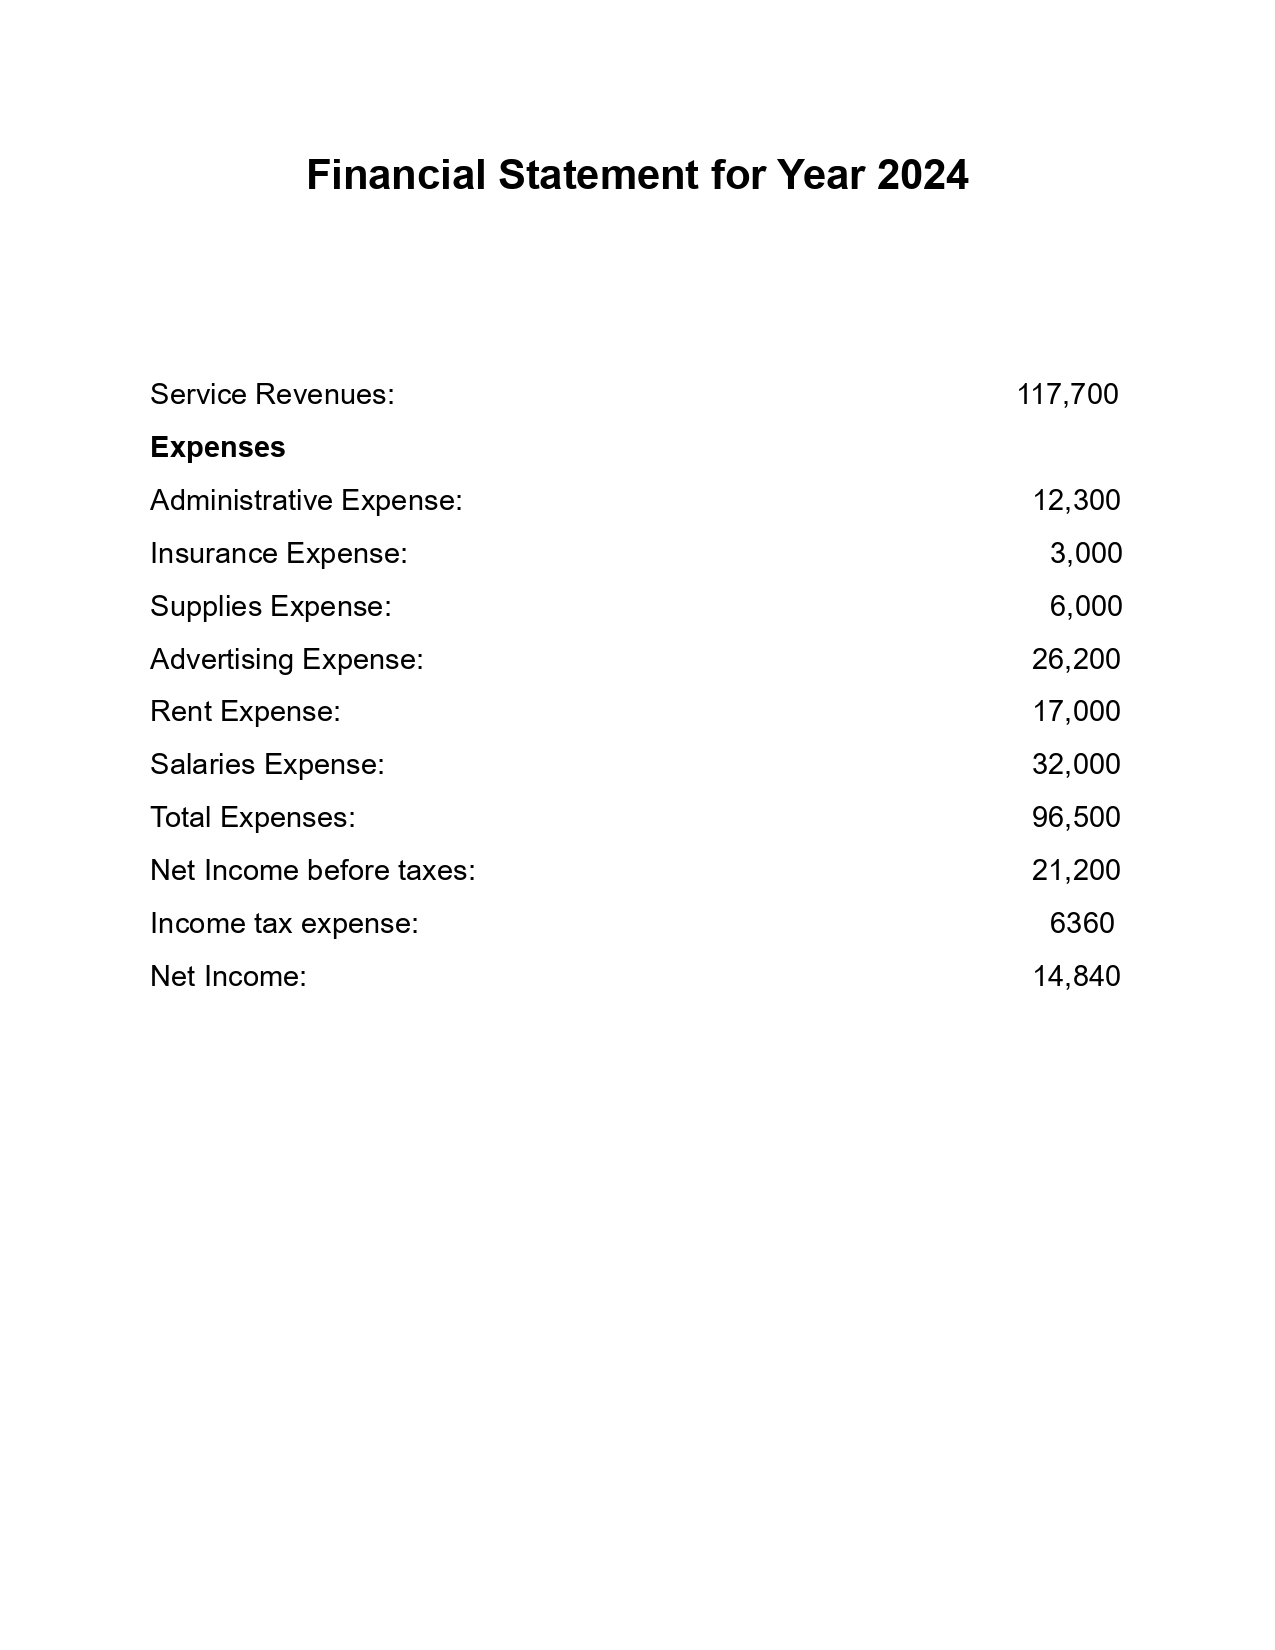 Financial Statement for Year 2024
Service Revenues: 117,700
Expenses
Administrative Expense: 12,300
Insurance Expense: 3,000
Supplies Expense: 6,000
Advertising Expense: 26,200
Rent Expense: 17,000
Salaries Expense: 32,000
Total Expenses: 96,500
Net Income before taxes: 21,200
Income tax expense: 6360
Net Income: 14,840